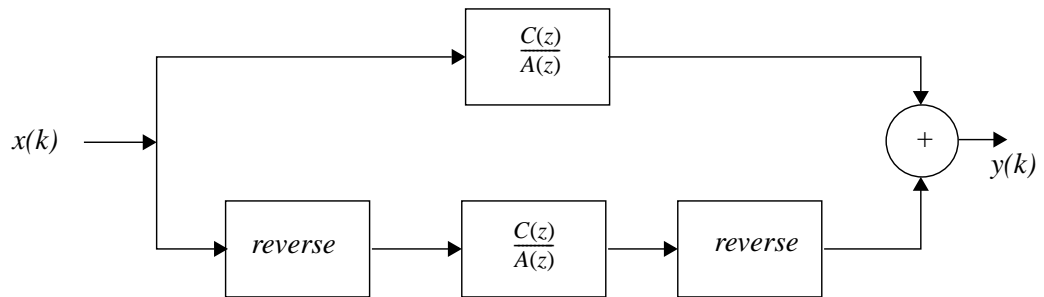 C(z)
A(z)
x(k)
+
y(k)
reverse
C(z)
A(z)
reverse